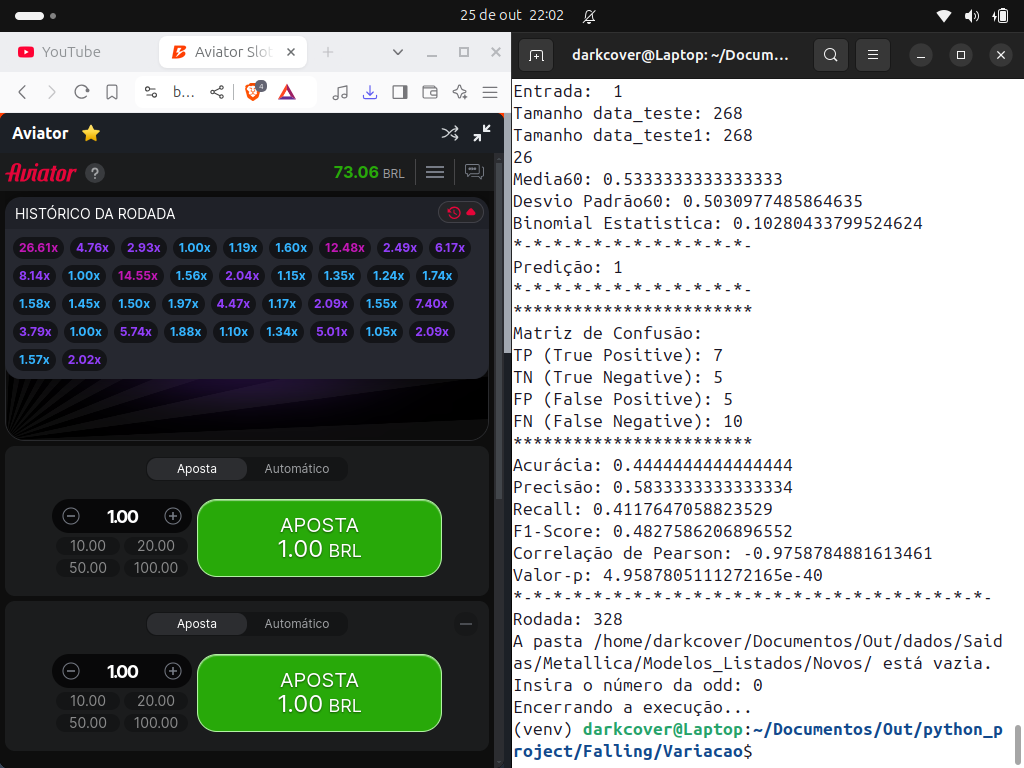 25 de out 22:02
YouTube
Aviator Slot
b...
4
Aviator
Aviator ?
73.06 BRL
HISTÓRICO DA RODADA
26.61x 4.76x 2.93x 1.00x 1.19x 1.60x 12.48x 2.49x 6.17x
8.14x 1.00x 14.55x 1.56x 2.04x 1.15x 1.35x 1.24x 1.74x
1.58x 1.45x 1.50x 1.97x 4.47x 1.17x 2.09x 1.55x 7.40x
3.79x 1.00x 5.74x 1.88x 1.10x 1.34x 5.01x 1.05x 2.09x
1.57x 2.02x
Aposta Automático
1.00
10.00 20.00
50.00 100.00
APOSTA
1.00 BRL
Aposta Automático
1.00
10.00 20.00
50.00 100.00
APOSTA
1.00 BRL
darkcover@Laptop: ~/Docum...
Entrada:  1
Tamanho data_teste: 268
Tamanho data_teste1: 268
26
Media60: 0.5333333333333333
Desvio Padrão60: 0.5030977485864635
Binomial Estatistica: 0.10280433799524624
*-*-*-*-*-*-*-*-*-*-*-*-
Predição: 1
*-*-*-*-*-*-*-*-*-*-*-*-
************************
Matriz de Confusão:
TP (True Positive): 7
TN (True Negative): 5
FP (False Positive): 5
FN (False Negative): 10
************************
Acurácia: 0.4444444444444444
Precisão: 0.5833333333333334
Recall: 0.4117647058823529
F1-Score: 0.4827586206896552
Correlação de Pearson: -0.9758784881613461
Valor-p: 4.9587805111272165e-40
*-*-*-*-*-*-*-*-*-*-*-*-*-*-*-*-*-*-*-*-*-*-*-*-
Rodada: 328
A pasta /home/darkcover/Documentos/Out/dados/Said
as/Metallica/Modelos_Listados/Novos/ está vazia.
Insira o número da odd: 0
Encerrando a execução...
(venv) darkcover@Laptop:~/Documentos/Out/python_p
roject/Falling/Variacao$